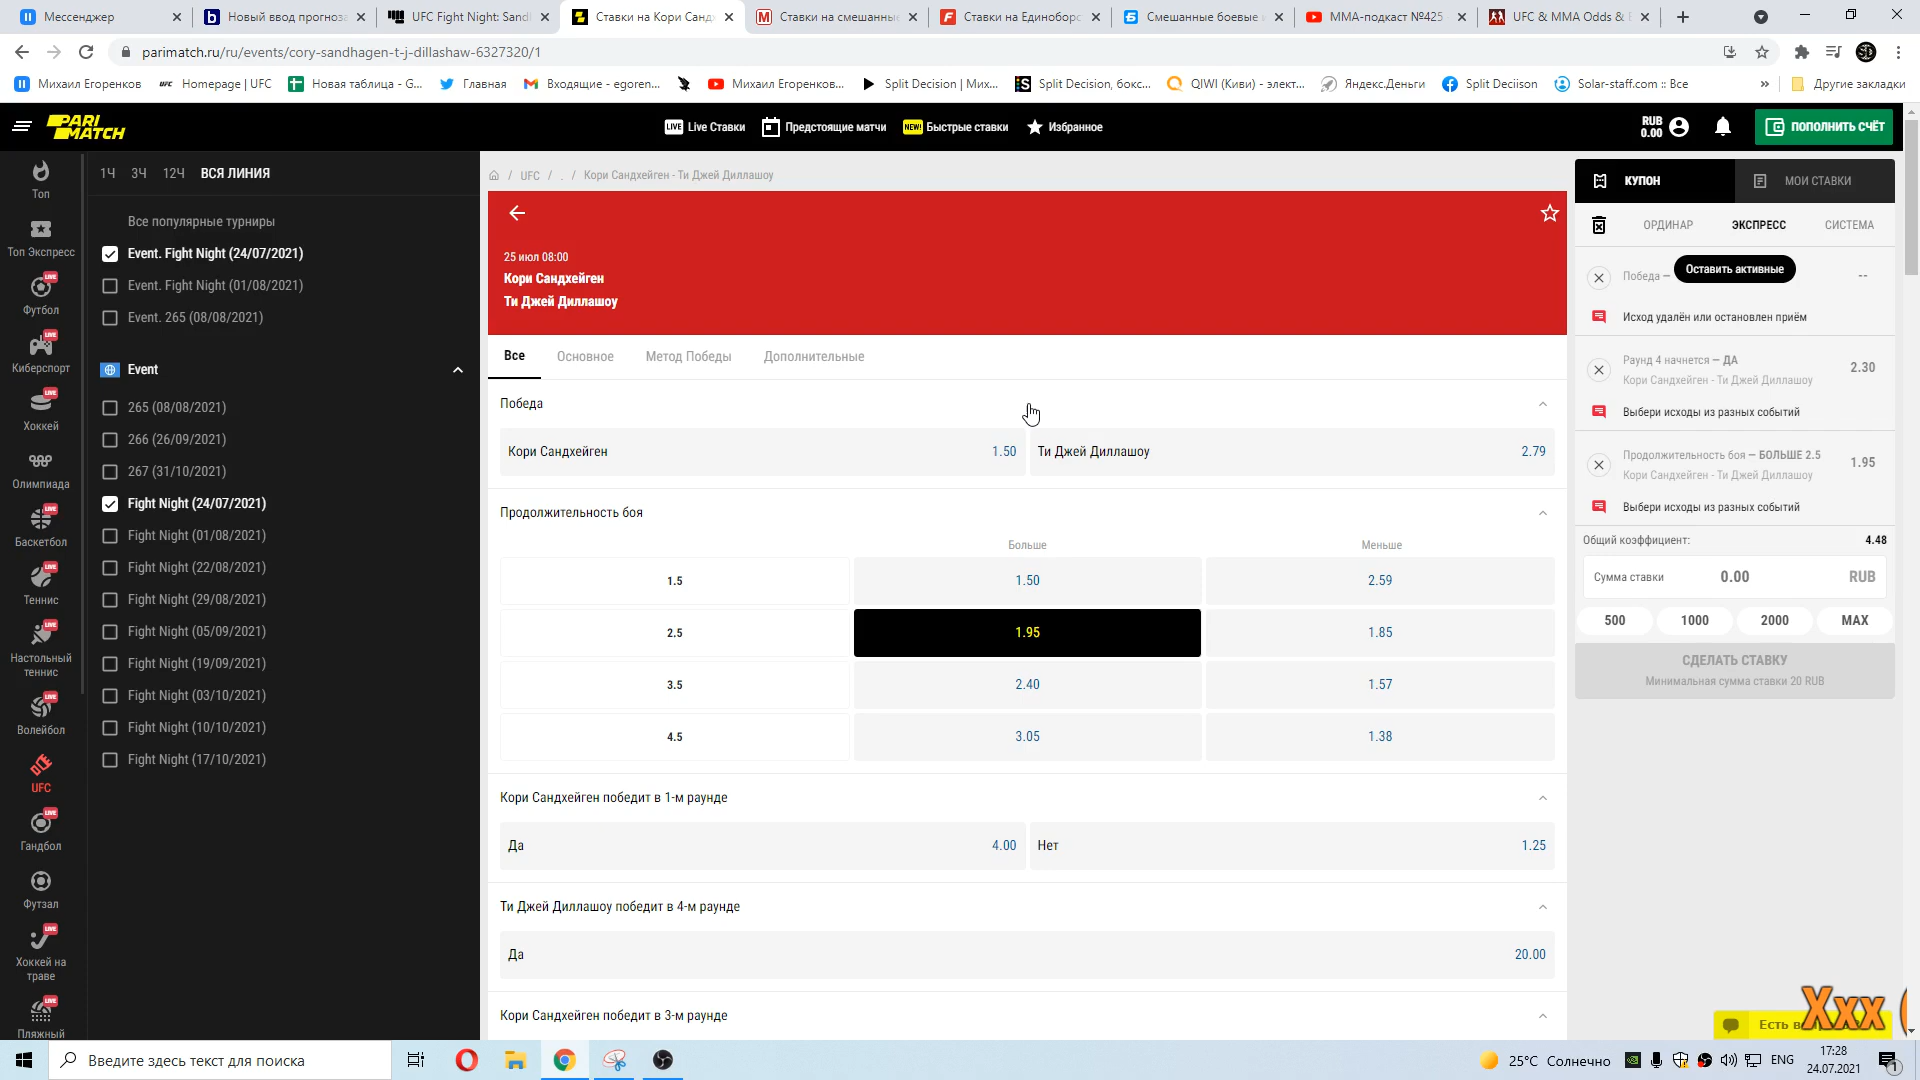 Мессенджер
Новый ввод прогноза
UFC Fight Night: Sand
Ставки на Кори Санд
Ставки на смешанны
Ставки на Единоборс
Смешанные боевые
ММА-подкаст №425
UFC & MMA Odds &
parimatch.ru/ru/events/cory-sandhagen-t-j-dillashaw-6327320/1
Михаил Егоренков
Homepage | UFC
Новая таблица - G...
Главная
Входящие - egoren...
Михаил Егоренков...
Split Decision | Мих...
Split Decision, бокс...
QIWI (Киви) - элект...
Яндекс.Деньги
Split Deciison
Solar-staff.com :: Все
»
Другие закладки
PARI MATCH
LIVE Live Ставки
Предстоящие матчи
NEW! Быстрые ставки
Избранное
RUB
0.00
ПОПОЛНИТЬ СЧЁТ
Топ
Топ Экспресс
LIVE
Футбол
LIVE
Киберспорт
LIVE
Хоккей
Олимпиада
LIVE
Баскетбол
LIVE
Теннис
LIVE
Настольный
теннис
LIVE
Волейбол
UFC
LIVE
Гандбол
Футзал
LIVE
Хоккей на
траве
LIVE
Пляжный
1Ч 3Ч 12Ч ВСЯ ЛИНИЯ
Все популярные турниры
Event. Fight Night (24/07/2021)
Event. Fight Night (01/08/2021)
Event. 265 (08/08/2021)
Event
265 (08/08/2021)
266 (26/09/2021)
267 (31/10/2021)
Fight Night (24/07/2021)
Fight Night (01/08/2021)
Fight Night (22/08/2021)
Fight Night (29/08/2021)
Fight Night (05/09/2021)
Fight Night (19/09/2021)
Fight Night (03/10/2021)
Fight Night (10/10/2021)
Fight Night (17/10/2021)
/ UFC / . / Кори Сандхейген - Ти Джей Диллашоу
25 июл 08:00
Кори Сандхейген
Ти Джей Диллашоу
Все Основное Метод Победы Дополнительные
Победа
Кори Сандхейген 1.50 Ти Джей Диллашоу 2.79
Продолжительность боя
Больше Меньше
1.5 1.50 2.59
2.5 1.95 1.85
3.5 2.40 1.57
4.5 3.05 1.38
Кори Сандхейген победит в 1-м раунде
Да 4.00 Нет 1.25
Ти Джей Диллашоу победит в 4-м раунде
Да 20.00
Кори Сандхейген победит в 3-м раунде
КУПОН МОИ СТАВКИ
ОРДИНАР ЭКСПРЕСС СИСТЕМА
Победа — Оставить активные --
Исход удалён или остановлен приём
Раунд 4 начнется — ДА 2.30
Кори Сандхейген - Ти Джей Диллашоу
Выбери исходы из разных событий
Продолжительность боя — БОЛЬШЕ 2.5 1.95
Кори Сандхейген - Ти Джей Диллашоу
Выбери исходы из разных событий
Общий коэффициент: 4.48
Сумма ставки 0.00 RUB
500 1000 2000 MAX
СДЕЛАТЬ СТАВКУ
Минимальная сумма ставки 20 RUB
Есть в
Xxx (
Введите здесь текст для поиска
25°C Солнечно
ENG
17:28
24.07.2021
1